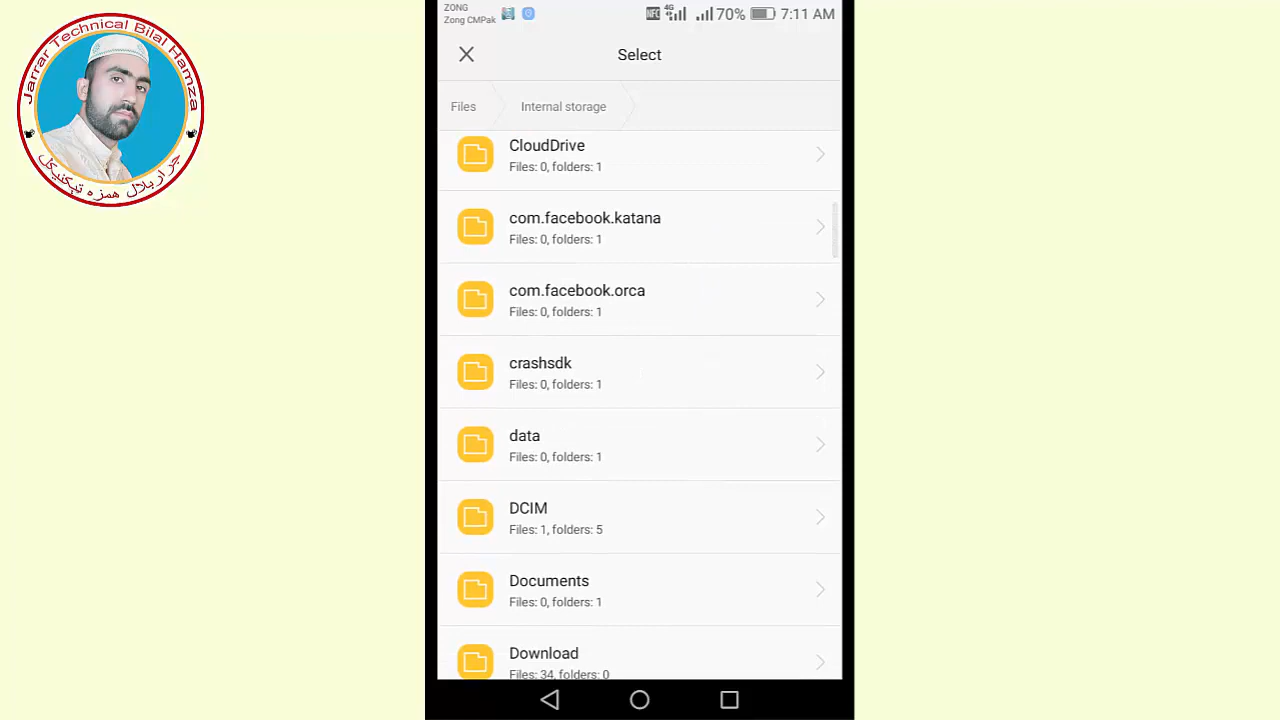 Jarrar Technical Bilal Hamza
جرار بلال همزه ٹیکنیکل
ZONG
Zong CMPak
NFC 4G 70% 7:11 AM
Select
Files
Internal storage
CloudDrive
Files: 0, folders: 1
com.facebook.katana
Files: 0, folders: 1
com.facebook.orca
Files: 0, folders: 1
crashsdk
Files: 0, folders: 1
data
Files: 0, folders: 1
DCIM
Files: 1, folders: 5
Documents
Files: 0, folders: 1
Download
Files: 34, folders: 0